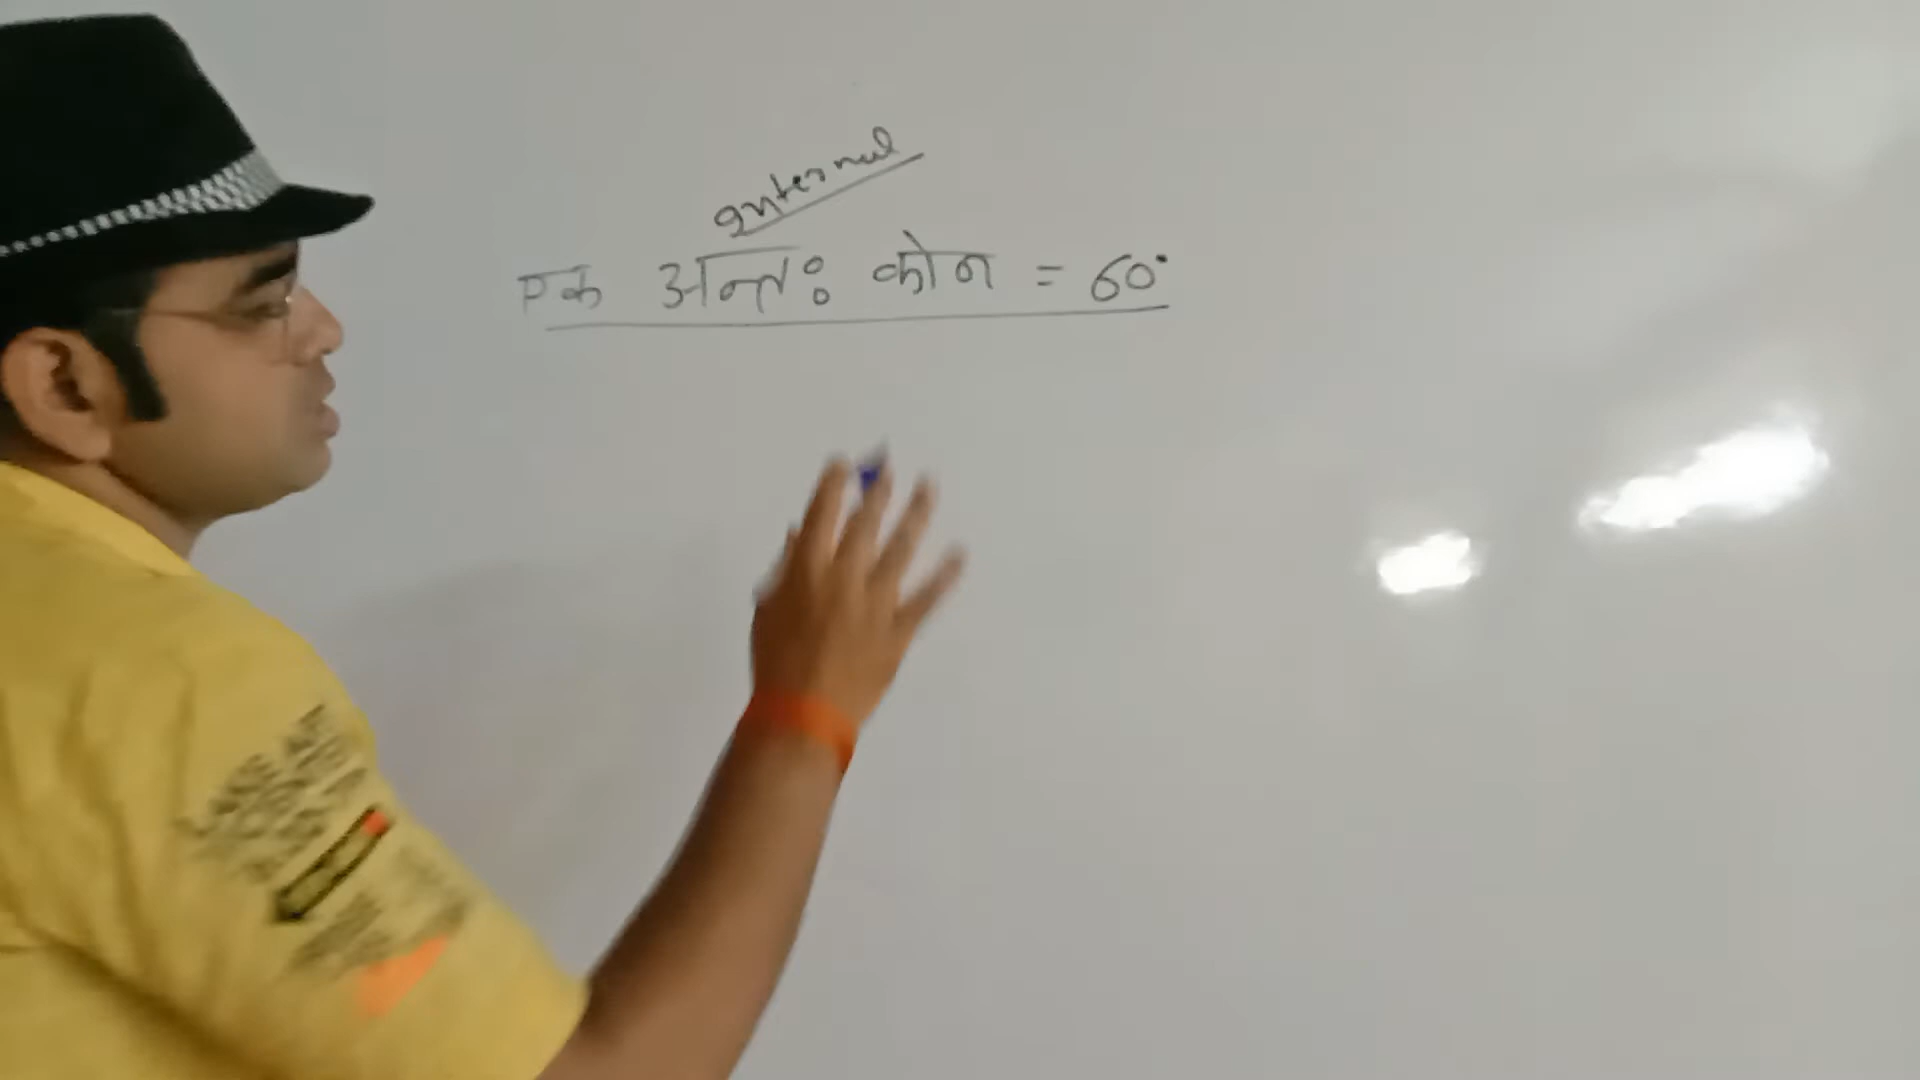 Internal
एक अन्तः कोन = 60°